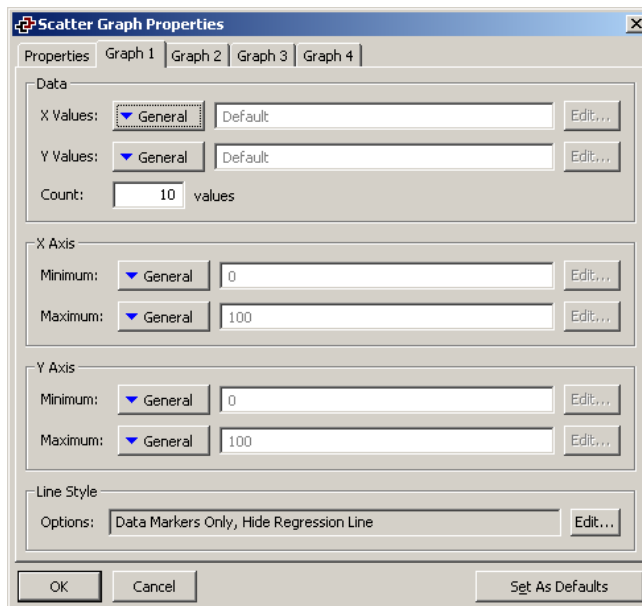 Scatter Graph Properties
Properties Graph 1 Graph 2 Graph 3 Graph 4
Data
X Values: General Default Edit...
Y Values: General Default Edit...
Count: 10 values
X Axis
Minimum: General 0 Edit...
Maximum: General 100 Edit...
Y Axis
Minimum: General 0 Edit...
Maximum: General 100 Edit...
Line Style
Options: Data Markers Only, Hide Regression Line Edit...
OK Cancel Set As Defaults